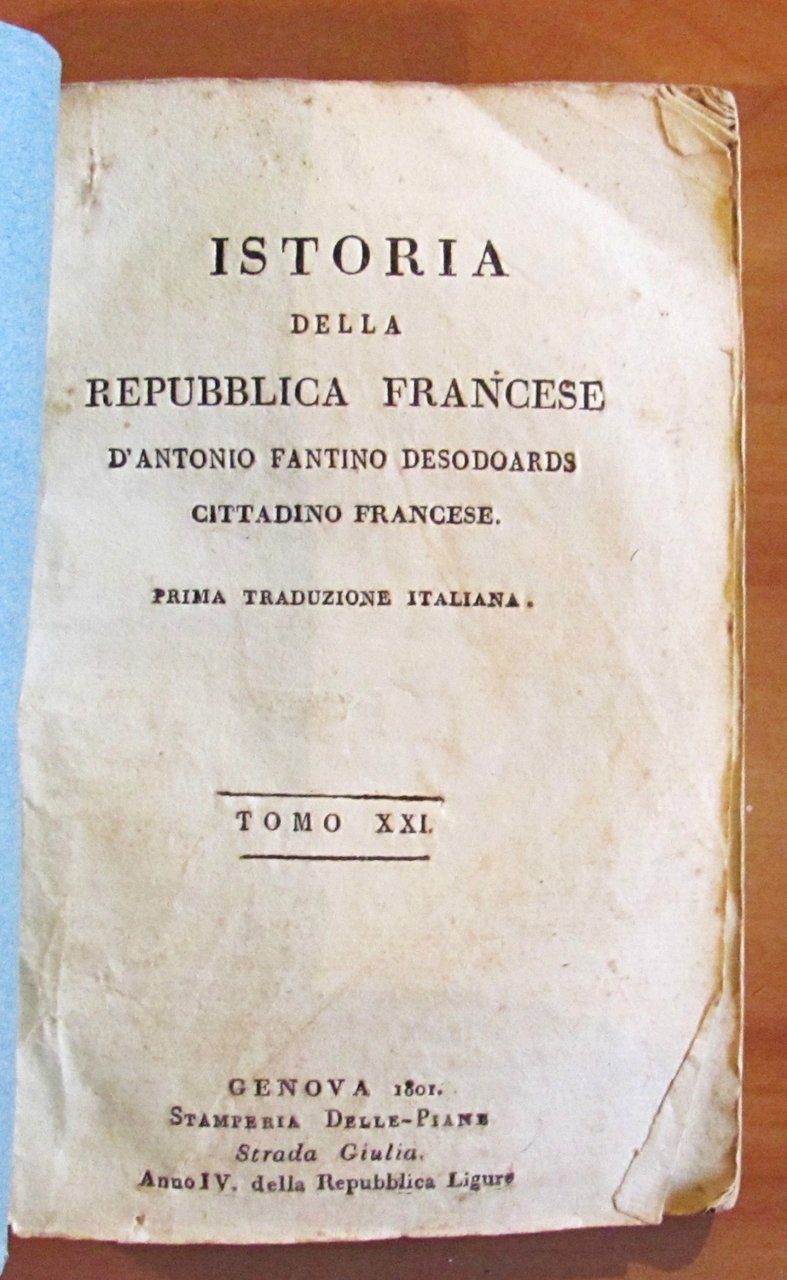 ISTORIA
DELLA
REPUBBLICA FRANCESE
D'ANTONIO FANTINO DESODOARDS
CITTADINO FRANCESE.
PRIMA TRADUZIONE ITALIANA.
TOMO XXI.
GENOVA 1801.
STAMPERIA DELLE-PIANE
Strada Giulia.
Anno IV. della Repubblica Ligure